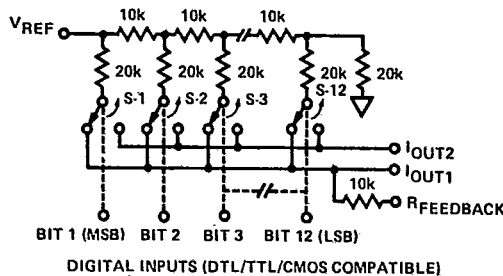 10k 10k 10k
VREF
20k 20k 20k 20k 20k
S-1 S-2 S-3 S-12
IOUT2
IOUT1
10k
RFEEDBACK
BIT 1 (MSB) BIT 2 BIT 3 BIT 12 (LSB)
DIGITAL INPUTS (DTL/TTL/CMOS COMPATIBLE)